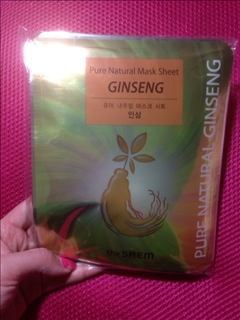 Pure Natural Mask Sheet
GINSENG
퓨어 내추럴 마스크 시트
인삼
the SAEM
PURE NATURAL GINSENG